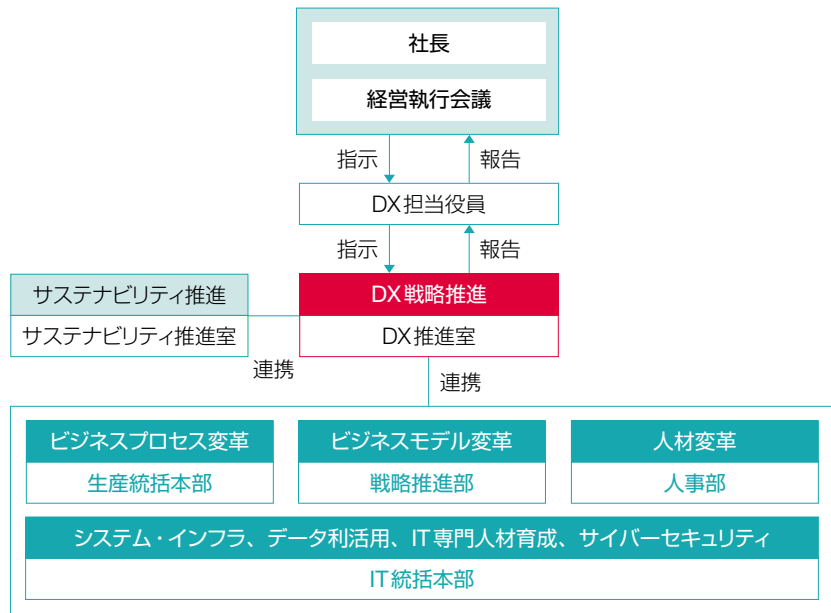 社長
経営執行会議
指示
報告
DX担当役員
指示
報告
サステナビリティ推進
サステナビリティ推進室
DX戦略推進
DX推進室
連携
連携
ビジネスプロセス変革
生産統括本部
ビジネスモデル変革
戦略推進部
人材変革
人事部
システム・インフラ、データ利活用、IT専門人材育成、サイバーセキュリティ
IT統括本部